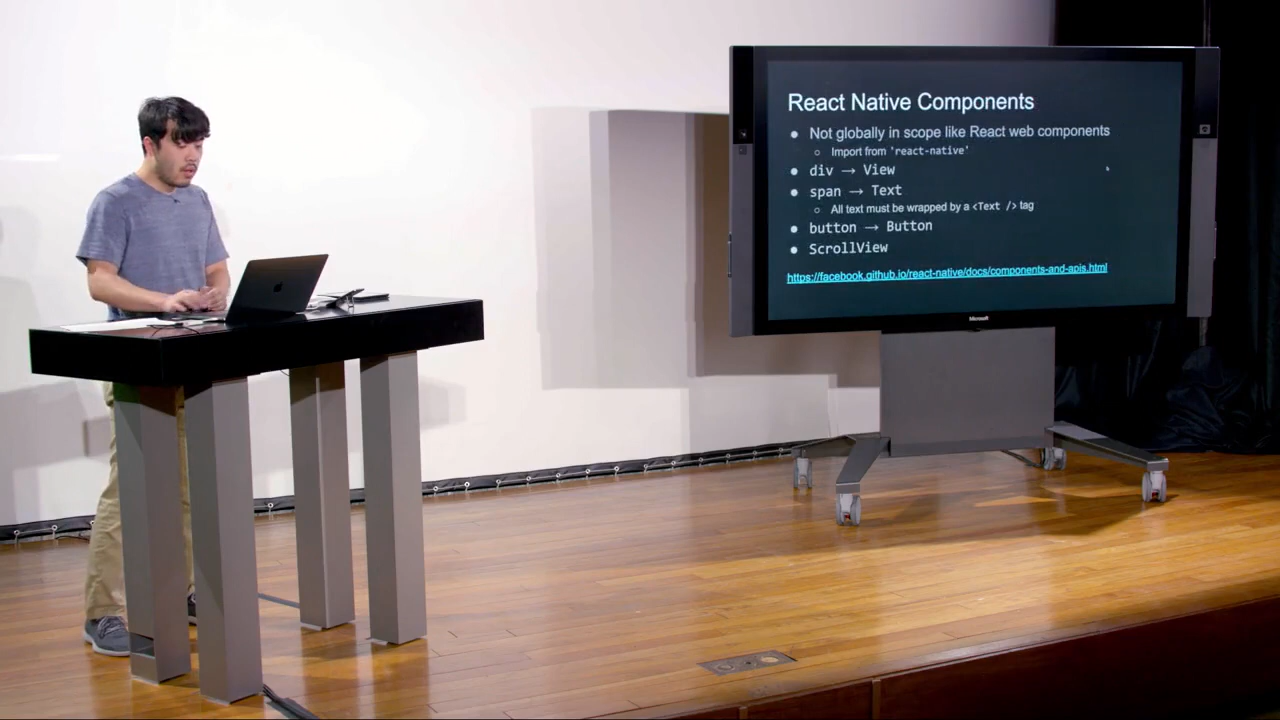 React Native Components
● Not globally in scope like React web components
○ Import from 'react-native'
● div → View
● span → Text
○ All text must be wrapped by a <Text /> tag
● button → Button
● ScrollView
https://facebook.github.io/react-native/docs/components-and-apis.html
Microsoft